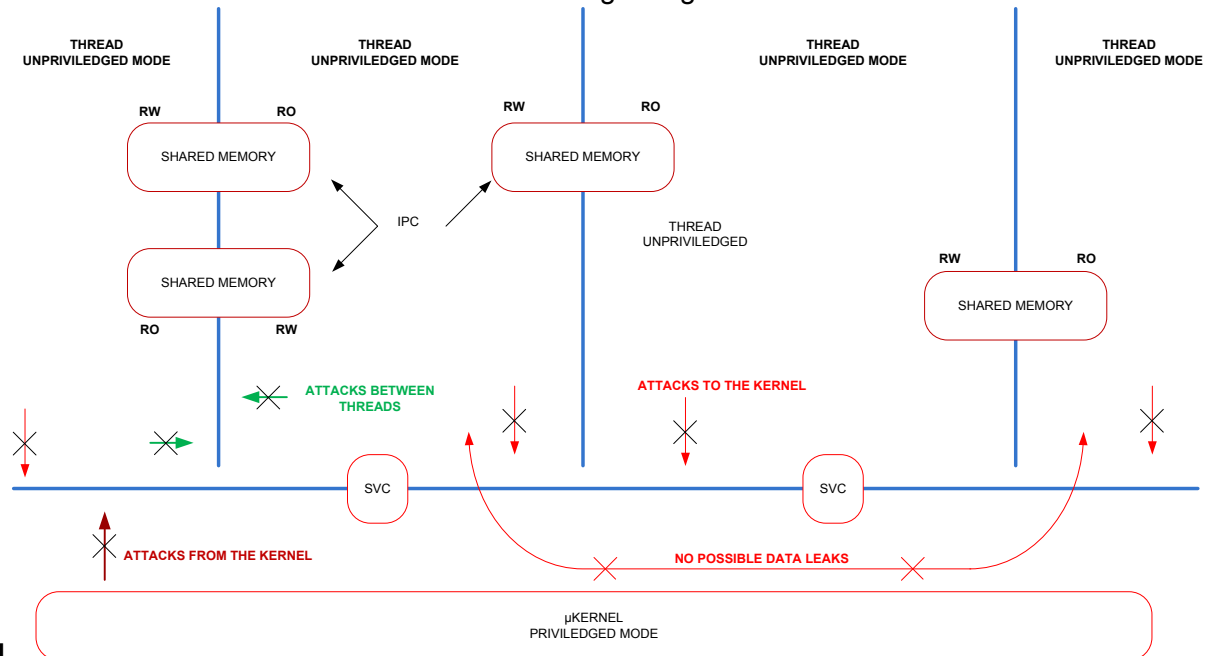 THREAD
UNPRIVILEDGED MODE
THREAD
UNPRIVILEDGED MODE
THREAD
UNPRIVILEDGED MODE
THREAD
UNPRIVILEDGED MODE
RW
RO
SHARED MEMORY
RW
RO
SHARED MEMORY
IPC
THREAD
UNPRIVILEDGED
SHARED MEMORY
RO
RW
RW
RO
SHARED MEMORY
ATTACKS BETWEEN
THREADS
ATTACKS TO THE KERNEL
SVC
SVC
ATTACKS FROM THE KERNEL
NO POSSIBLE DATA LEAKS
µKERNEL
PRIVILEDGED MODE